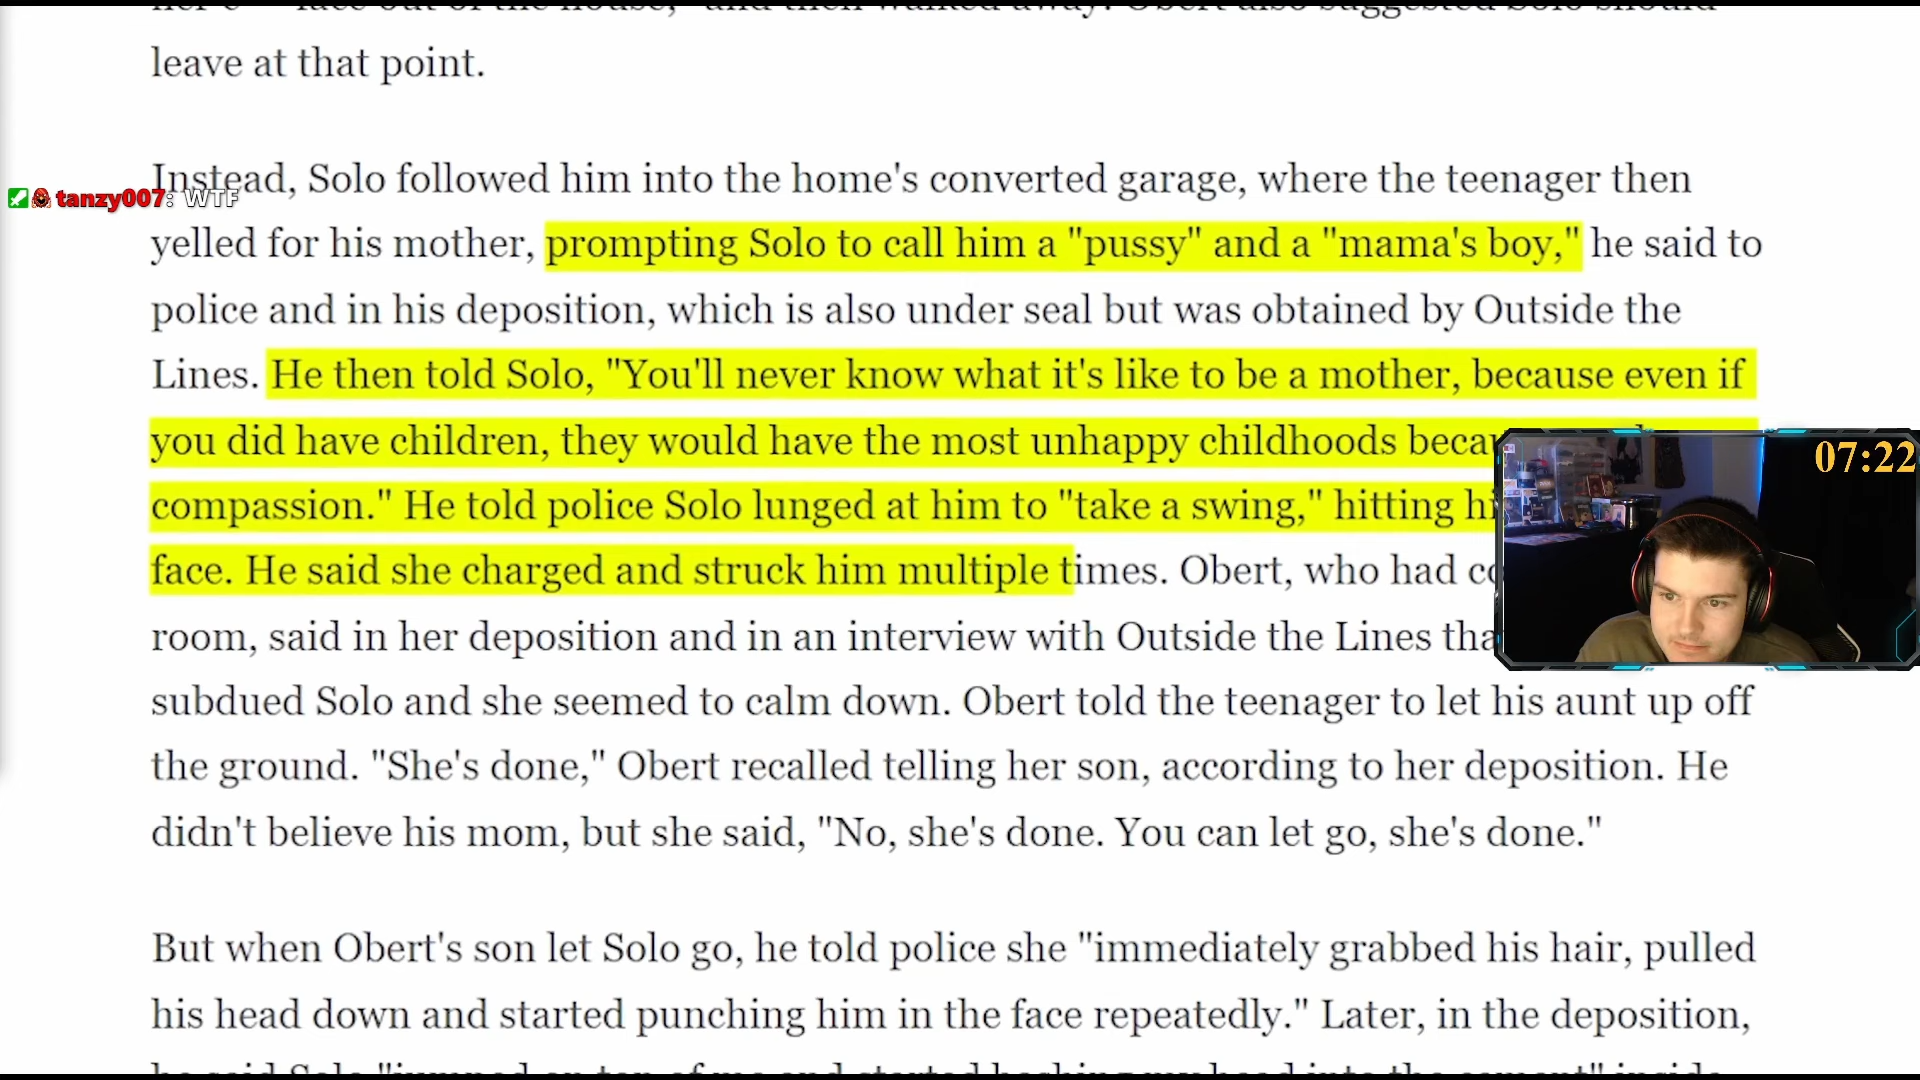 leave at that point.
Instead, Solo followed him into the home's converted garage, where the teenager then
tanzy007: WTF
yelled for his mother, prompting Solo to call him a "pussy" and a "mama's boy," he said to
police and in his deposition, which is also under seal but was obtained by Outside the
Lines. He then told Solo, "You'll never know what it's like to be a mother, because even if
you did have children, they would have the most unhappy childhoods
07:22
compassion." He told police Solo lunged at him to "take a swing," hitting
face. He said she charged and struck him multiple times. Obert, who had
room, said in her deposition and in an interview with Outside the Lines
subdued Solo and she seemed to calm down. Obert told the teenager to let his aunt up off
the ground. "She's done," Obert recalled telling her son, according to her deposition. He
didn't believe his mom, but she said, "No, she's done. You can let go, she's done."
But when Obert's son let Solo go, he told police she "immediately grabbed his hair, pulled
his head down and started punching him in the face repeatedly." Later, in the deposition,